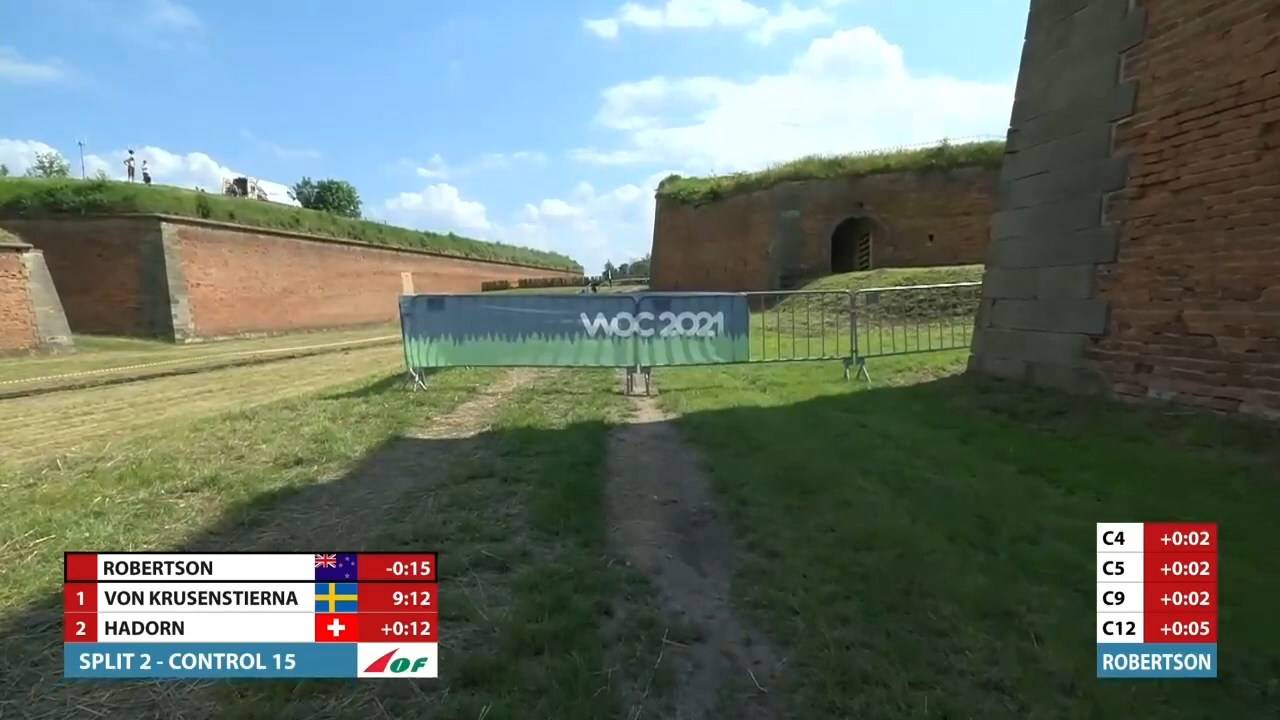 WOC 2021
ROBERTSON -0:15
1 VON KRUSENSTIERNA 9:12
2 HADORN +0:12
SPLIT 2 - CONTROL 15 IOF
C4 +0:02
C5 +0:02
C9 +0:02
C12 +0:05
ROBERTSON